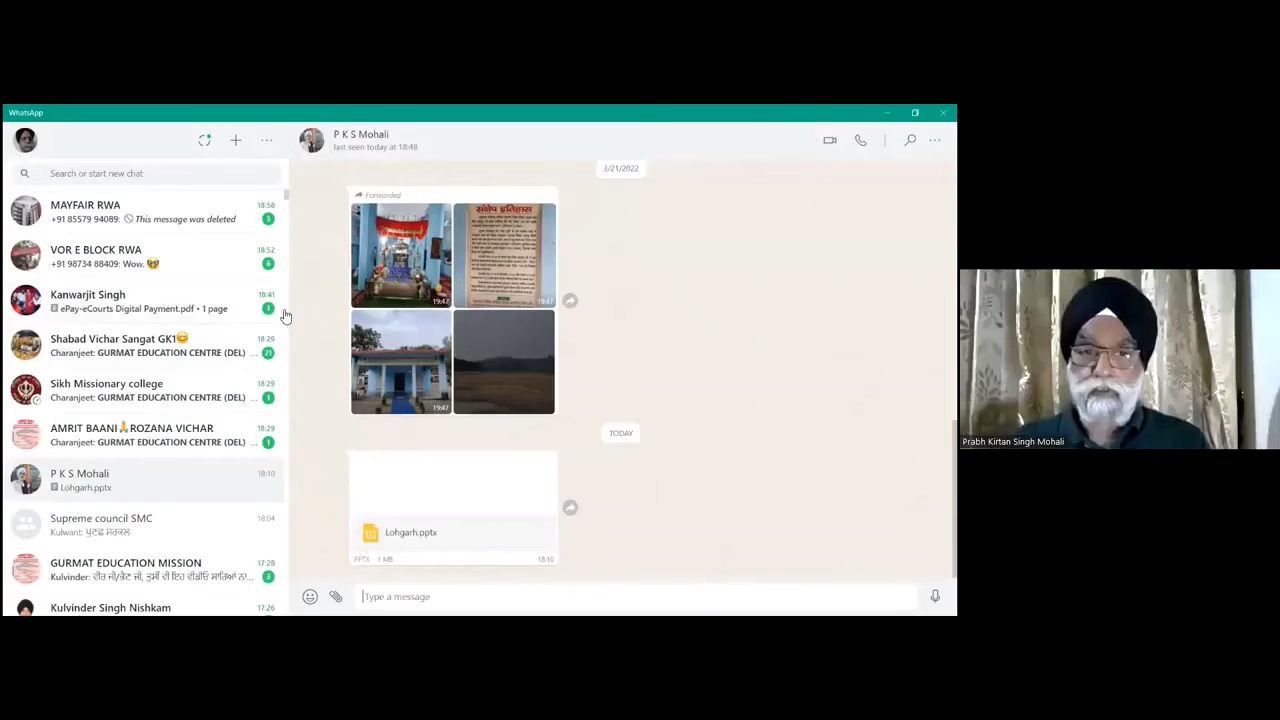 WhatsApp
Search or start new chat
MAYFAIR RWA 18:58
+91 85579 94089: This message was deleted 5
VOR E BLOCK RWA 18:52
+91 98734 88409: Wow. 6
Kanwarjit Singh 18:41
ePay-eCourts Digital Payment.pdf • 1 page 1
Shabad Vichar Sangat GK1 18:29
Charanjeet: GURMAT EDUCATION CENTRE (DEL) ... 21
Sikh Missionary college 18:29
Charanjeet: GURMAT EDUCATION CENTRE (DEL) ... 1
AMRIT BAANI🙏ROZANA VICHAR 18:29
Charanjeet: GURMAT EDUCATION CENTRE (DEL) ... 1
P K S Mohali 18:10
Lohgarh.pptx
Supreme council SMC 18:04
Kulwant:
GURMAT EDUCATION MISSION 17:28
Kulvinder: ਵੀਰ ਜੀ/ਭੈਣ ਜੀ, ਤੁਸੀਂ ਵੀ ਇਹ ਵੀਡੀਓ ਸਾਰਿਆਂ ਨਾ... 3
Kulvinder Singh Nishkam 17:26
P K S Mohali
last seen today at 18:48
3/21/2022
Forwarded
संक्षेप इतिहास
19:47
19:47
19:47
TODAY
Lohgarh.pptx
PPTX • 1 MB 18:10
Type a message
Prabh Kirtan Singh Mohali